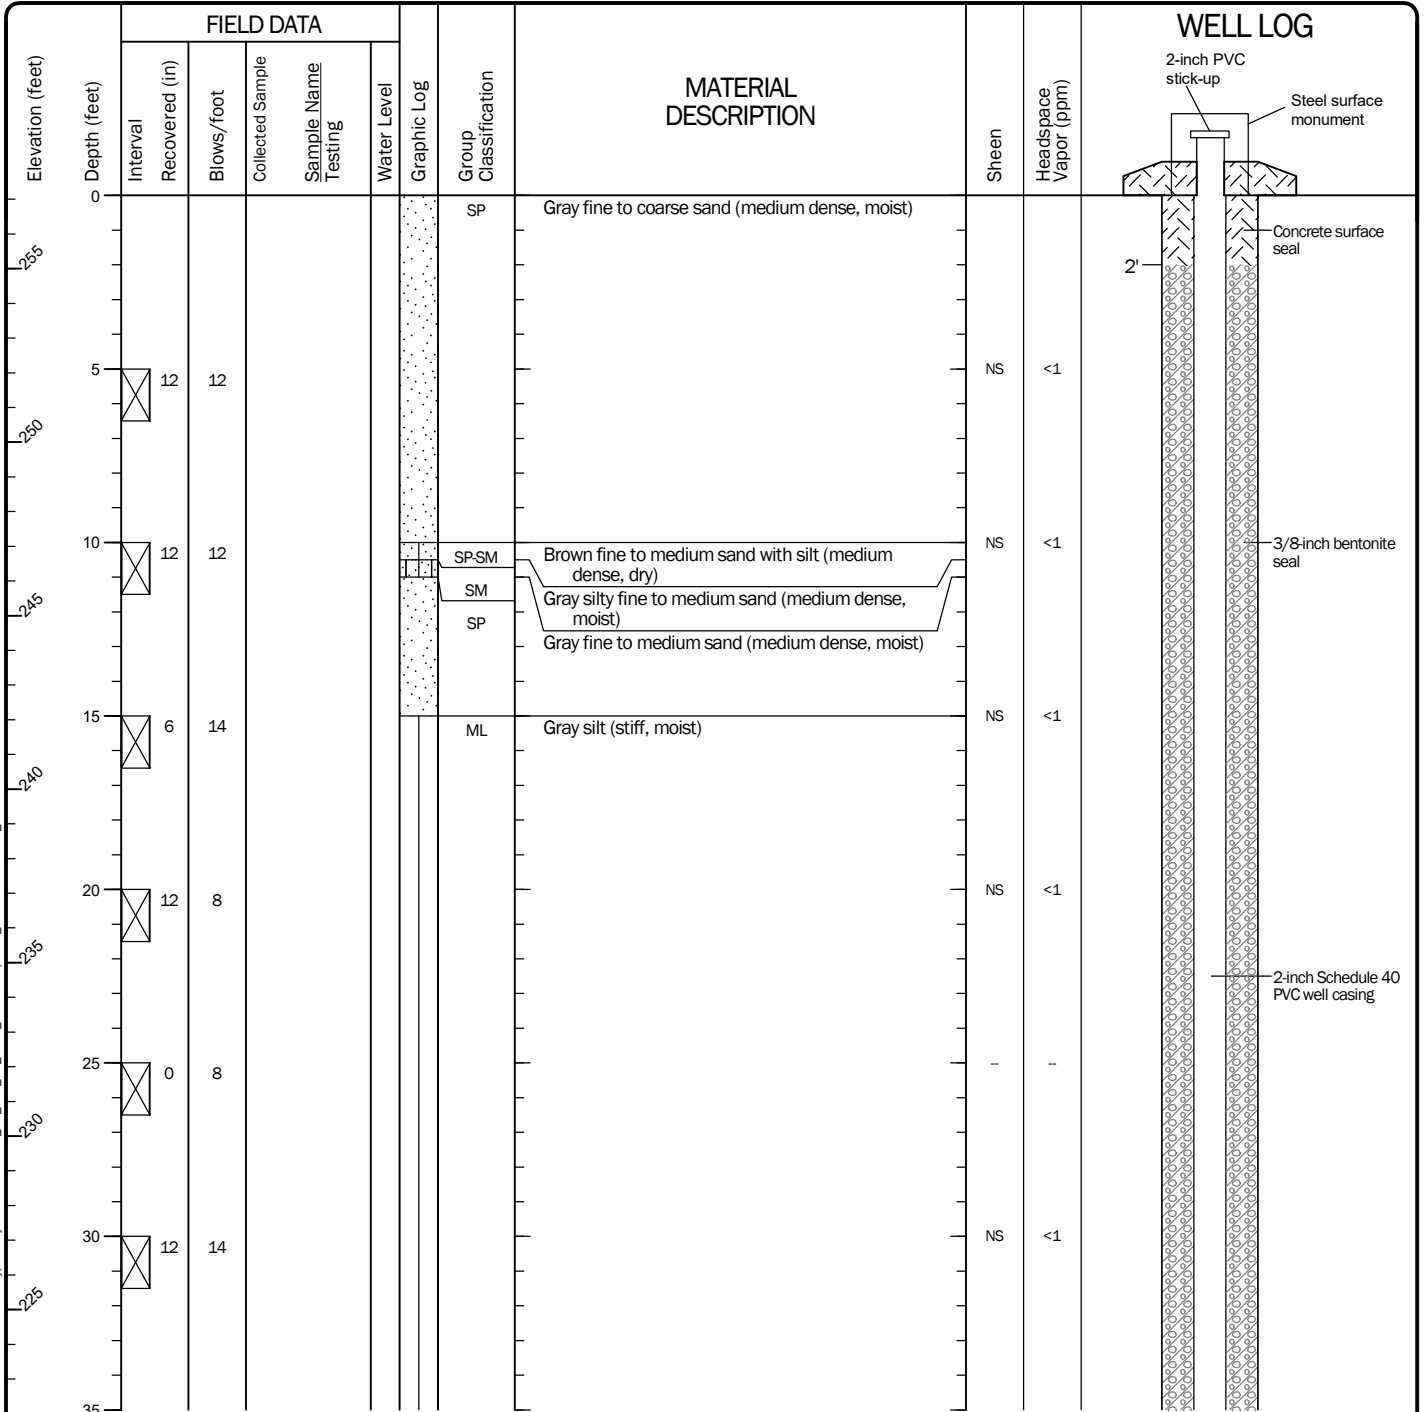 FIELD DATA
WELL LOG
Elevation (feet)
Depth (feet)
Interval
Recovered (in)
Blows/foot
Collected Sample
Sample Name
Testing
Water Level
Graphic Log
Group
Classification
MATERIAL
DESCRIPTION
Sheen
Headspace
Vapor (ppm)
2-inch PVC
stick-up
Steel surface
monument
0
SP
Gray fine to coarse sand (medium dense, moist)
Concrete surface
seal
255
2'
5
12
12
NS
<1
250
10
12
12
SP-SM
Brown fine to medium sand with silt (medium
dense, dry)
NS
<1
3/8-inch bentonite
seal
245
SM
Gray silty fine to medium sand (medium dense,
moist)
SP
Gray fine to medium sand (medium dense, moist)
15
6
14
ML
Gray silt (stiff, moist)
NS
<1
240
20
12
8
NS
<1
235
2-inch Schedule 40
PVC well casing
25
0
8
--
--
230
30
12
14
NS
<1
225
35